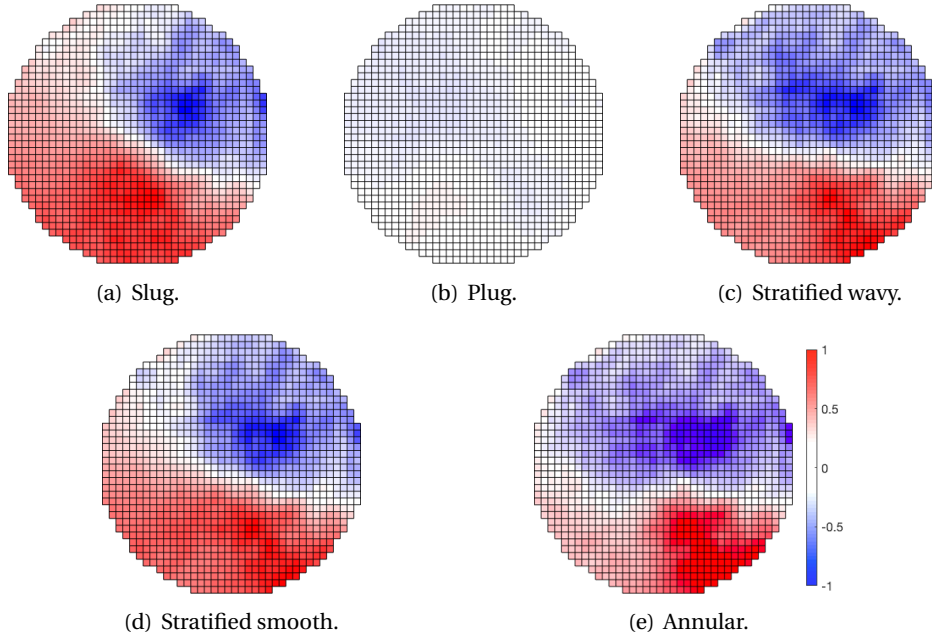 (a) Slug.
(b) Plug.
(c) Stratified wavy.
1
0.5
0
-0.5
-1
(d) Stratified smooth.
(e) Annular.